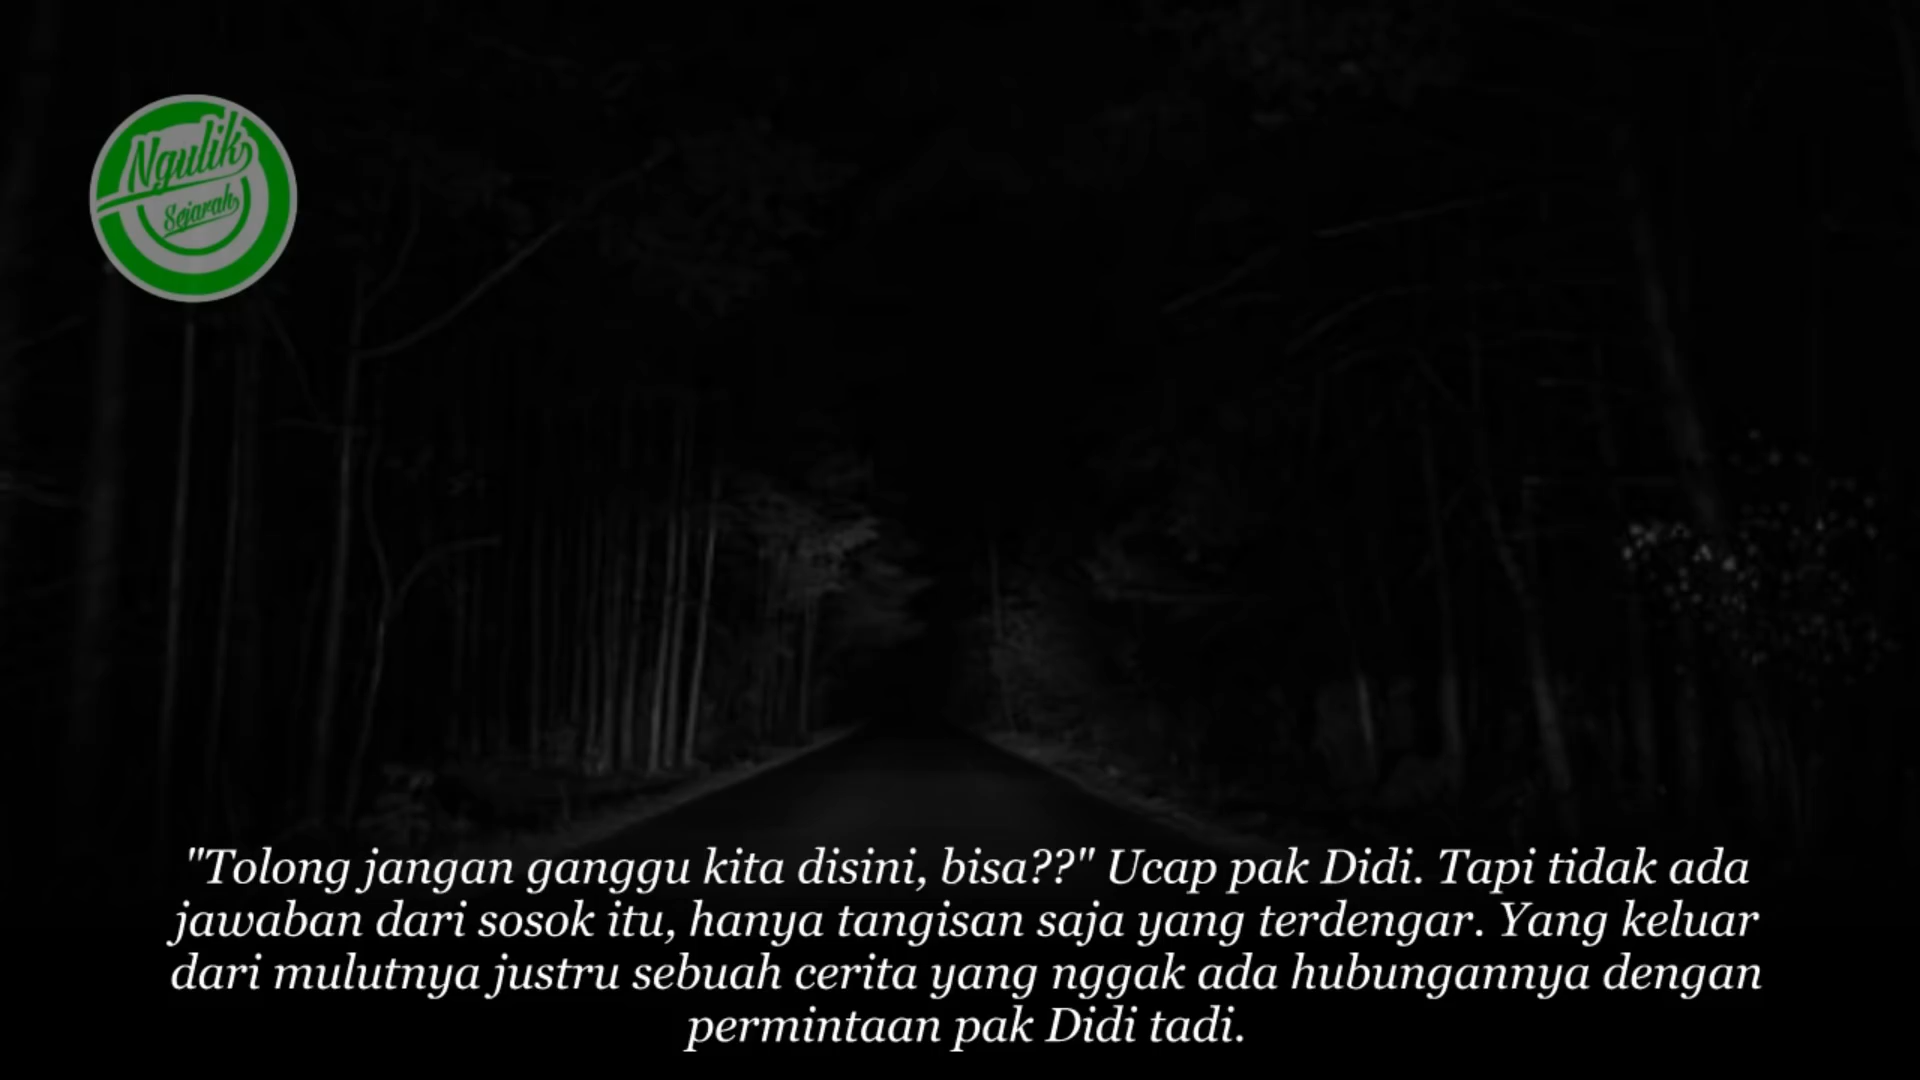 Ngulik
Sejarah
"Tolong jangan ganggu kita disini, bisa??" Ucap pak Didi. Tapi tidak ada
jawaban dari sosok itu, hanya tangisan saja yang terdengar. Yang keluar
dari mulutnya justru sebuah cerita yang nggak ada hubungannya dengan
permintaan pak Didi tadi.